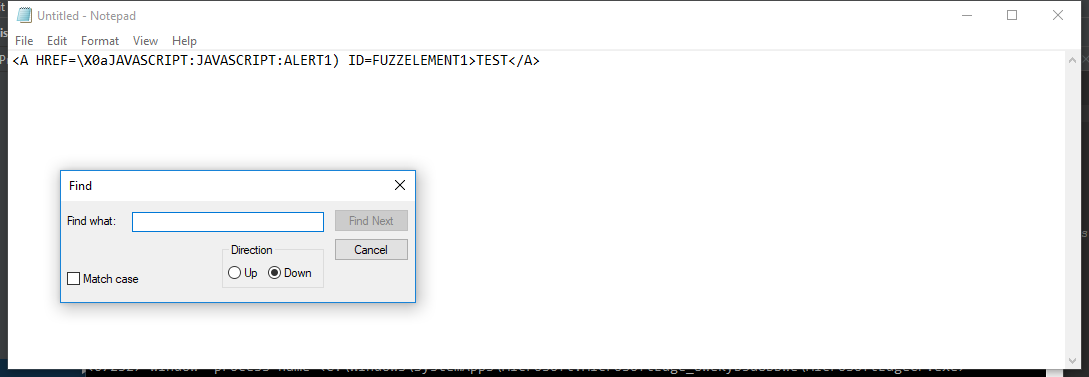 Untitled - Notepad
File Edit Format View Help
<A HREF=\X0aJAVASCRIPT:JAVASCRIPT:ALERT1) ID=FUZZELEMENT1>TEST</A>
Find
Find what:
Find Next
Direction
Cancel
Up Down
Match case